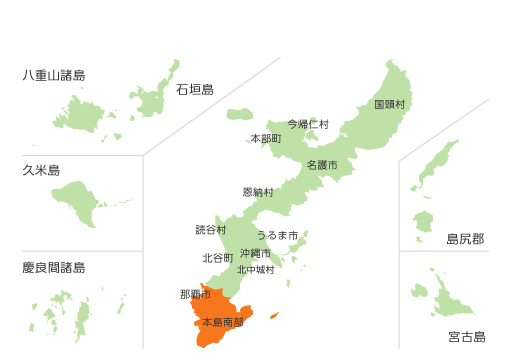 八重山諸島
石垣島
国頭村
今帰仁村
本部町
名護市
久米島
恩納村
読谷村
うるま市
島尻郡
沖縄市
北谷町
北中城村
慶良間諸島
那覇市
本島南部
宮古島